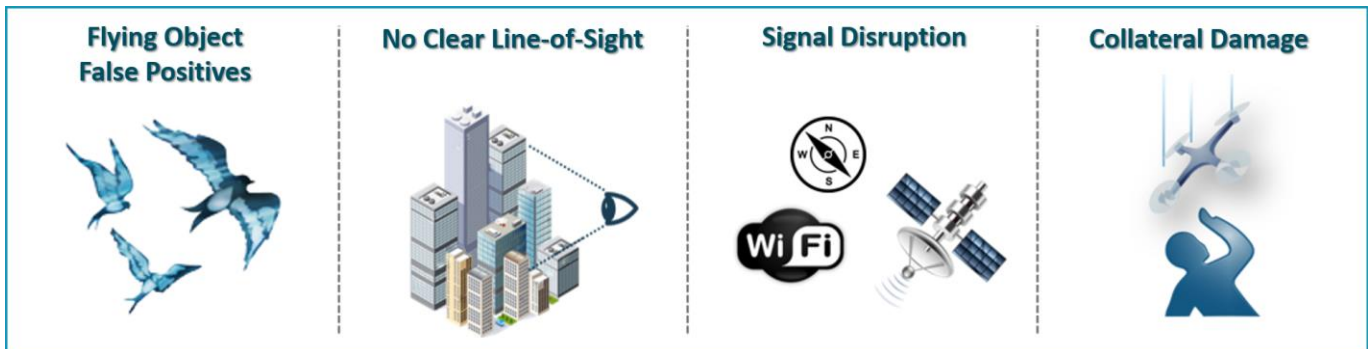 Flying Object
False Positives
No Clear Line-of-Sight
Signal Disruption
N
W E
S
Wi Fi
Collateral Damage